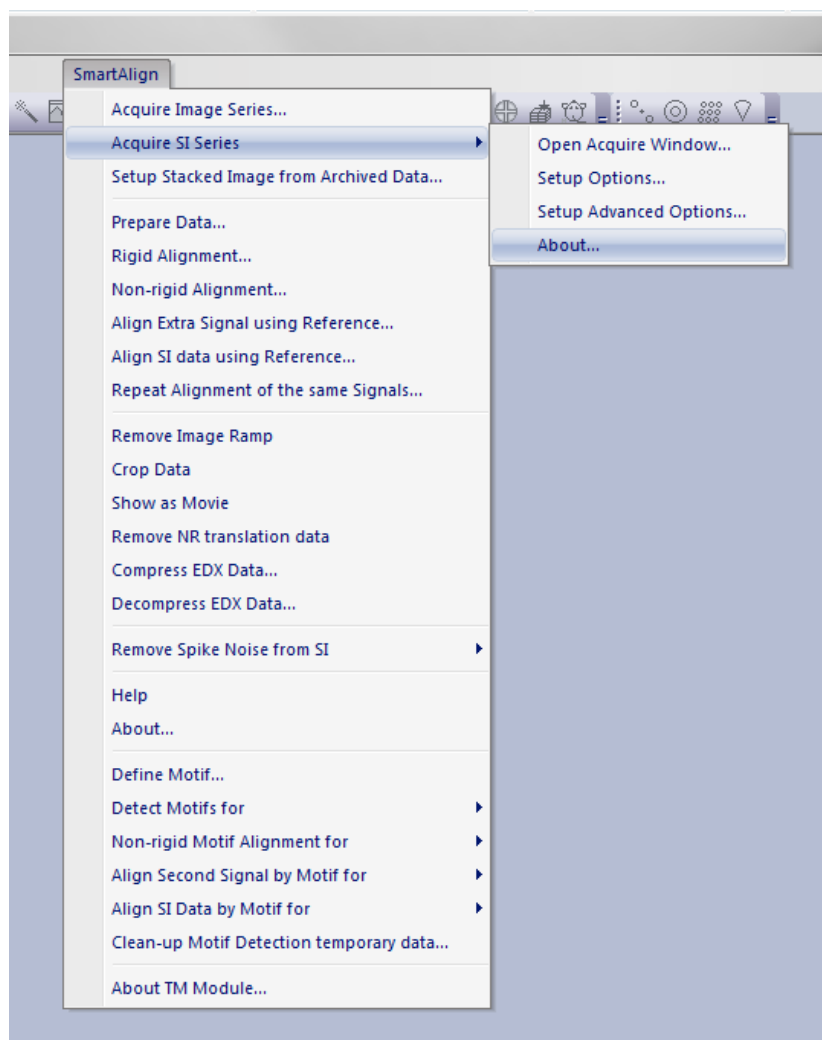 SmartAlign
Acquire Image Series...
Acquire SI Series
Setup Stacked Image from Archived Data...
Prepare Data...
Rigid Alignment...
Non-rigid Alignment...
Align Extra Signal using Reference...
Align SI data using Reference...
Repeat Alignment of the same Signals...
Remove Image Ramp
Crop Data
Show as Movie
Remove NR translation data
Compress EDX Data...
Decompress EDX Data...
Remove Spike Noise from SI
Help
About...
Define Motif...
Detect Motifs for
Non-rigid Motif Alignment for
Align Second Signal by Motif for
Align SI Data by Motif for
Clean-up Motif Detection temporary data...
About TM Module...
Open Acquire Window...
Setup Options...
Setup Advanced Options...
About...